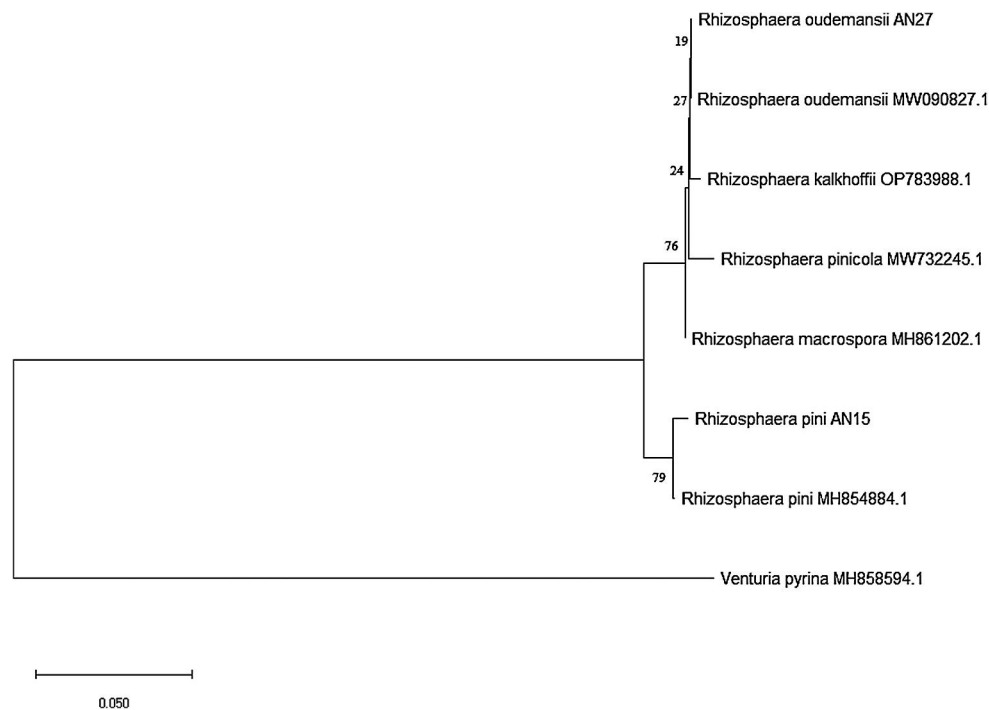 Rhizosphaera oudemansii AN27
19
27
Rhizosphaera oudemansii MW090827.1
24
Rhizosphaera kalkhoffii OP783988.1
76
Rhizosphaera pinicola MW732245.1
Rhizosphaera macrospora MH861202.1
Rhizosphaera pini AN15
79
Rhizosphaera pini MH854884.1
Venturia pyrina MH858594.1
0.050